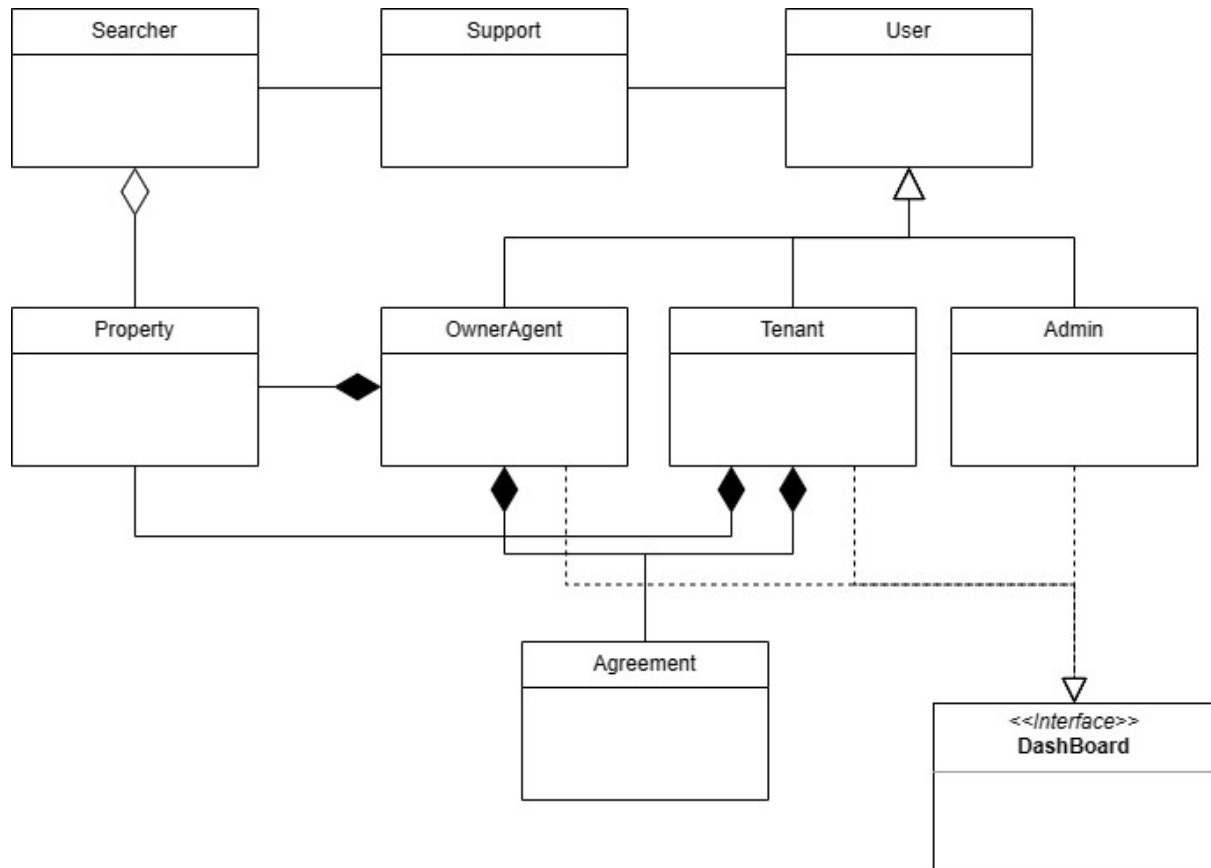 Searcher
Support
User
Property
OwnerAgent
Tenant
Admin
Agreement
<<Interface>>
DashBoard